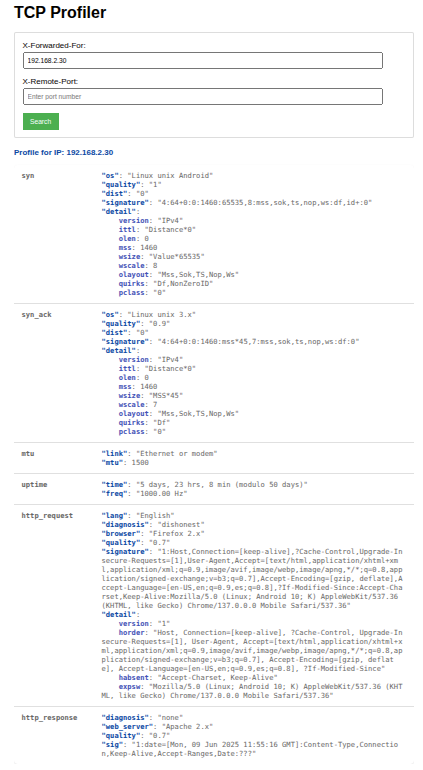 TCP Profiler
X-Forwarded-For:
192.168.2.30
X-Remote-Port:
Enter port number
Search
Profile for IP: 192.168.2.30
syn
"os": "Linux unix Android"
"quality": "1"
"dist": "0"
"signature": "4:64+0:0:1460:65535,8:mss,sok,ts,nop,ws:df,id+:0"
"detail":
version: "IPv4"
ittl: "Distance*0"
olen: 0
mss: 1460
wsize: "Value*65535"
wscale: 8
olayout: "Mss,Sok,TS,Nop,Ws"
quirks: "Df,NonZeroID"
pclass: "0"
syn_ack
"os": "Linux unix 3.x"
"quality": "0.9"
"dist": "0"
"signature": "4:64+0:0:1460:mss*45,7:mss,sok,ts,nop,ws:df:0"
"detail":
version: "IPv4"
ittl: "Distance*0"
olen: 0
mss: 1460
wsize: "MSS*45"
wscale: 7
olayout: "Mss,Sok,TS,Nop,Ws"
quirks: "Df"
pclass: "0"
mtu
"link": "Ethernet or modem"
"mtu": 1500
uptime
"time": "5 days, 23 hrs, 8 min (modulo 50 days)"
"freq": "1000.00 Hz"
http_request
"lang": "English"
"diagnosis": "dishonest"
"browser": "Firefox 2.x"
"quality": "0.7"
"signature": "1:Host,Connection=[keep-alive],?Cache-Control,Upgrade-In
secure-Requests=[1],User-Agent,Accept=[text/html,application/xhtml+xm
l,application/xml;q=0.9,image/avif,image/webp,image/apng,*/*;q=0.8,app
lication/signed-exchange;v=b3;q=0.7],Accept-Encoding=[gzip, deflate],A
ccept-Language=[en-US,en;q=0.9,es;q=0.8],?If-Modified-Since:Accept-Cha
rset,Keep-Alive:Mozilla/5.0 (Linux; Android 10; K) AppleWebKit/537.36
(KHTML, like Gecko) Chrome/137.0.0.0 Mobile Safari/537.36"
"detail":
version: "1"
horder: "Host, Connection=[keep-alive], ?Cache-Control, Upgrade-In
secure-Requests=[1], User-Agent, Accept=[text/html,application/xhtml+x
ml,application/xml;q=0.9,image/avif,image/webp,image/apng,*/*;q=0.8,ap
plication/signed-exchange;v=b3;q=0.7], Accept-Encoding=[gzip, deflat
e], Accept-Language=[en-US,en;q=0.9,es;q=0.8], ?If-Modified-Since"
habsent: "Accept-Charset, Keep-Alive"
expsw: "Mozilla/5.0 (Linux; Android 10; K) AppleWebKit/537.36 (KHT
ML, like Gecko) Chrome/137.0.0.0 Mobile Safari/537.36"
http_response
"diagnosis": "none"
"web_server": "Apache 2.x"
"quality": "0.7"
"sig": "1:date=[Mon, 09 Jun 2025 11:55:16 GMT]:Content-Type,Connectio
n,Keep-Alive,Accept-Ranges,Date:???"